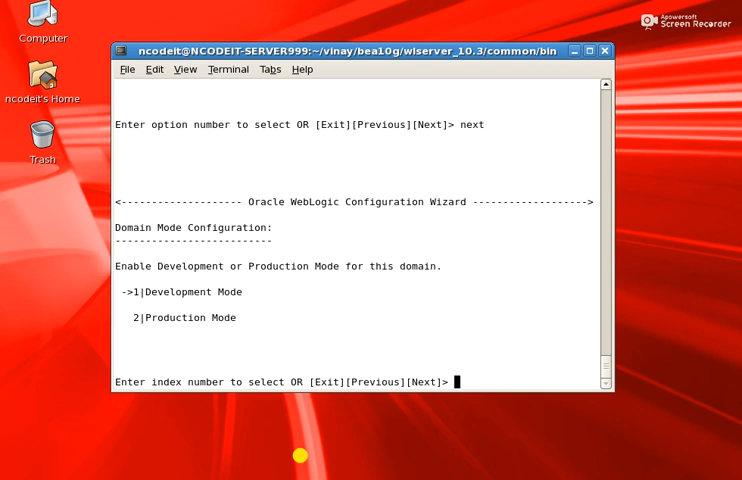 Computer
ncodeit's Home
Trash
Apowersoft
Screen Recorder
ncodeit@NCODEIT-SERVER999:~/vinay/bea10g/wlserver_10.3/common/bin
File Edit View Terminal Tabs Help
Enter option number to select OR [Exit][Previous][Next]> next
<------------------- Oracle WebLogic Configuration Wizard ------------------>
Domain Mode Configuration:
--------------------------
Enable Development or Production Mode for this domain.
->1|Development Mode
2|Production Mode
Enter index number to select OR [Exit][Previous][Next]>